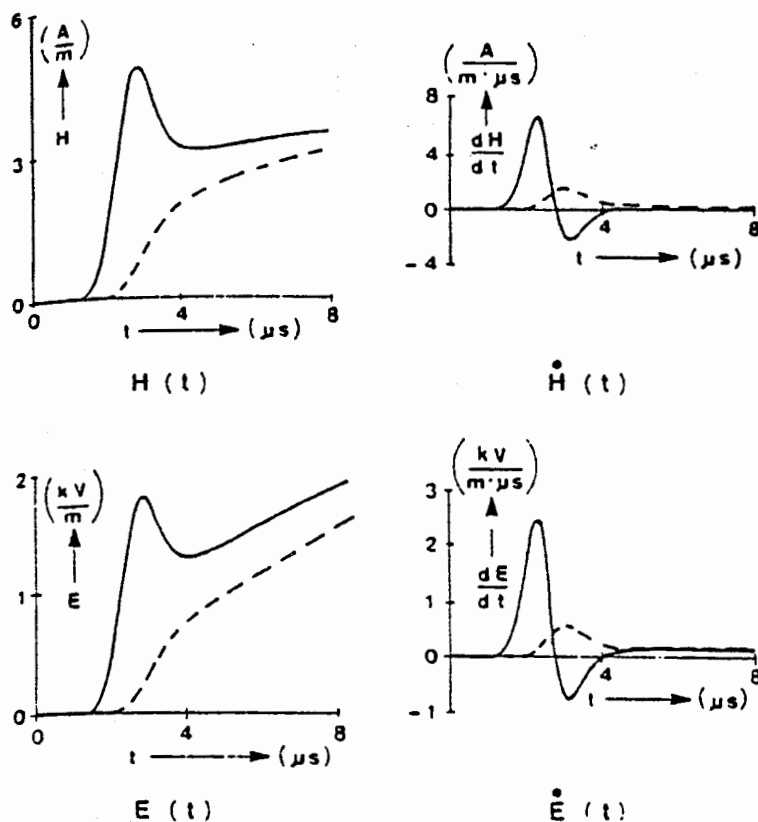 6
(A/m)
H
3
0
0
4
8
t
(μs)
H (t)
(A/m·μs)
8
dH/dt
4
0
-4
4
8
t
(μs)
Ḣ (t)
2
(kV/m)
E
1
0
0
4
8
t
(μs)
E (t)
(kV/m·μs)
3
2
dE/dt
1
0
-1
4
8
t
(μs)
Ė (t)